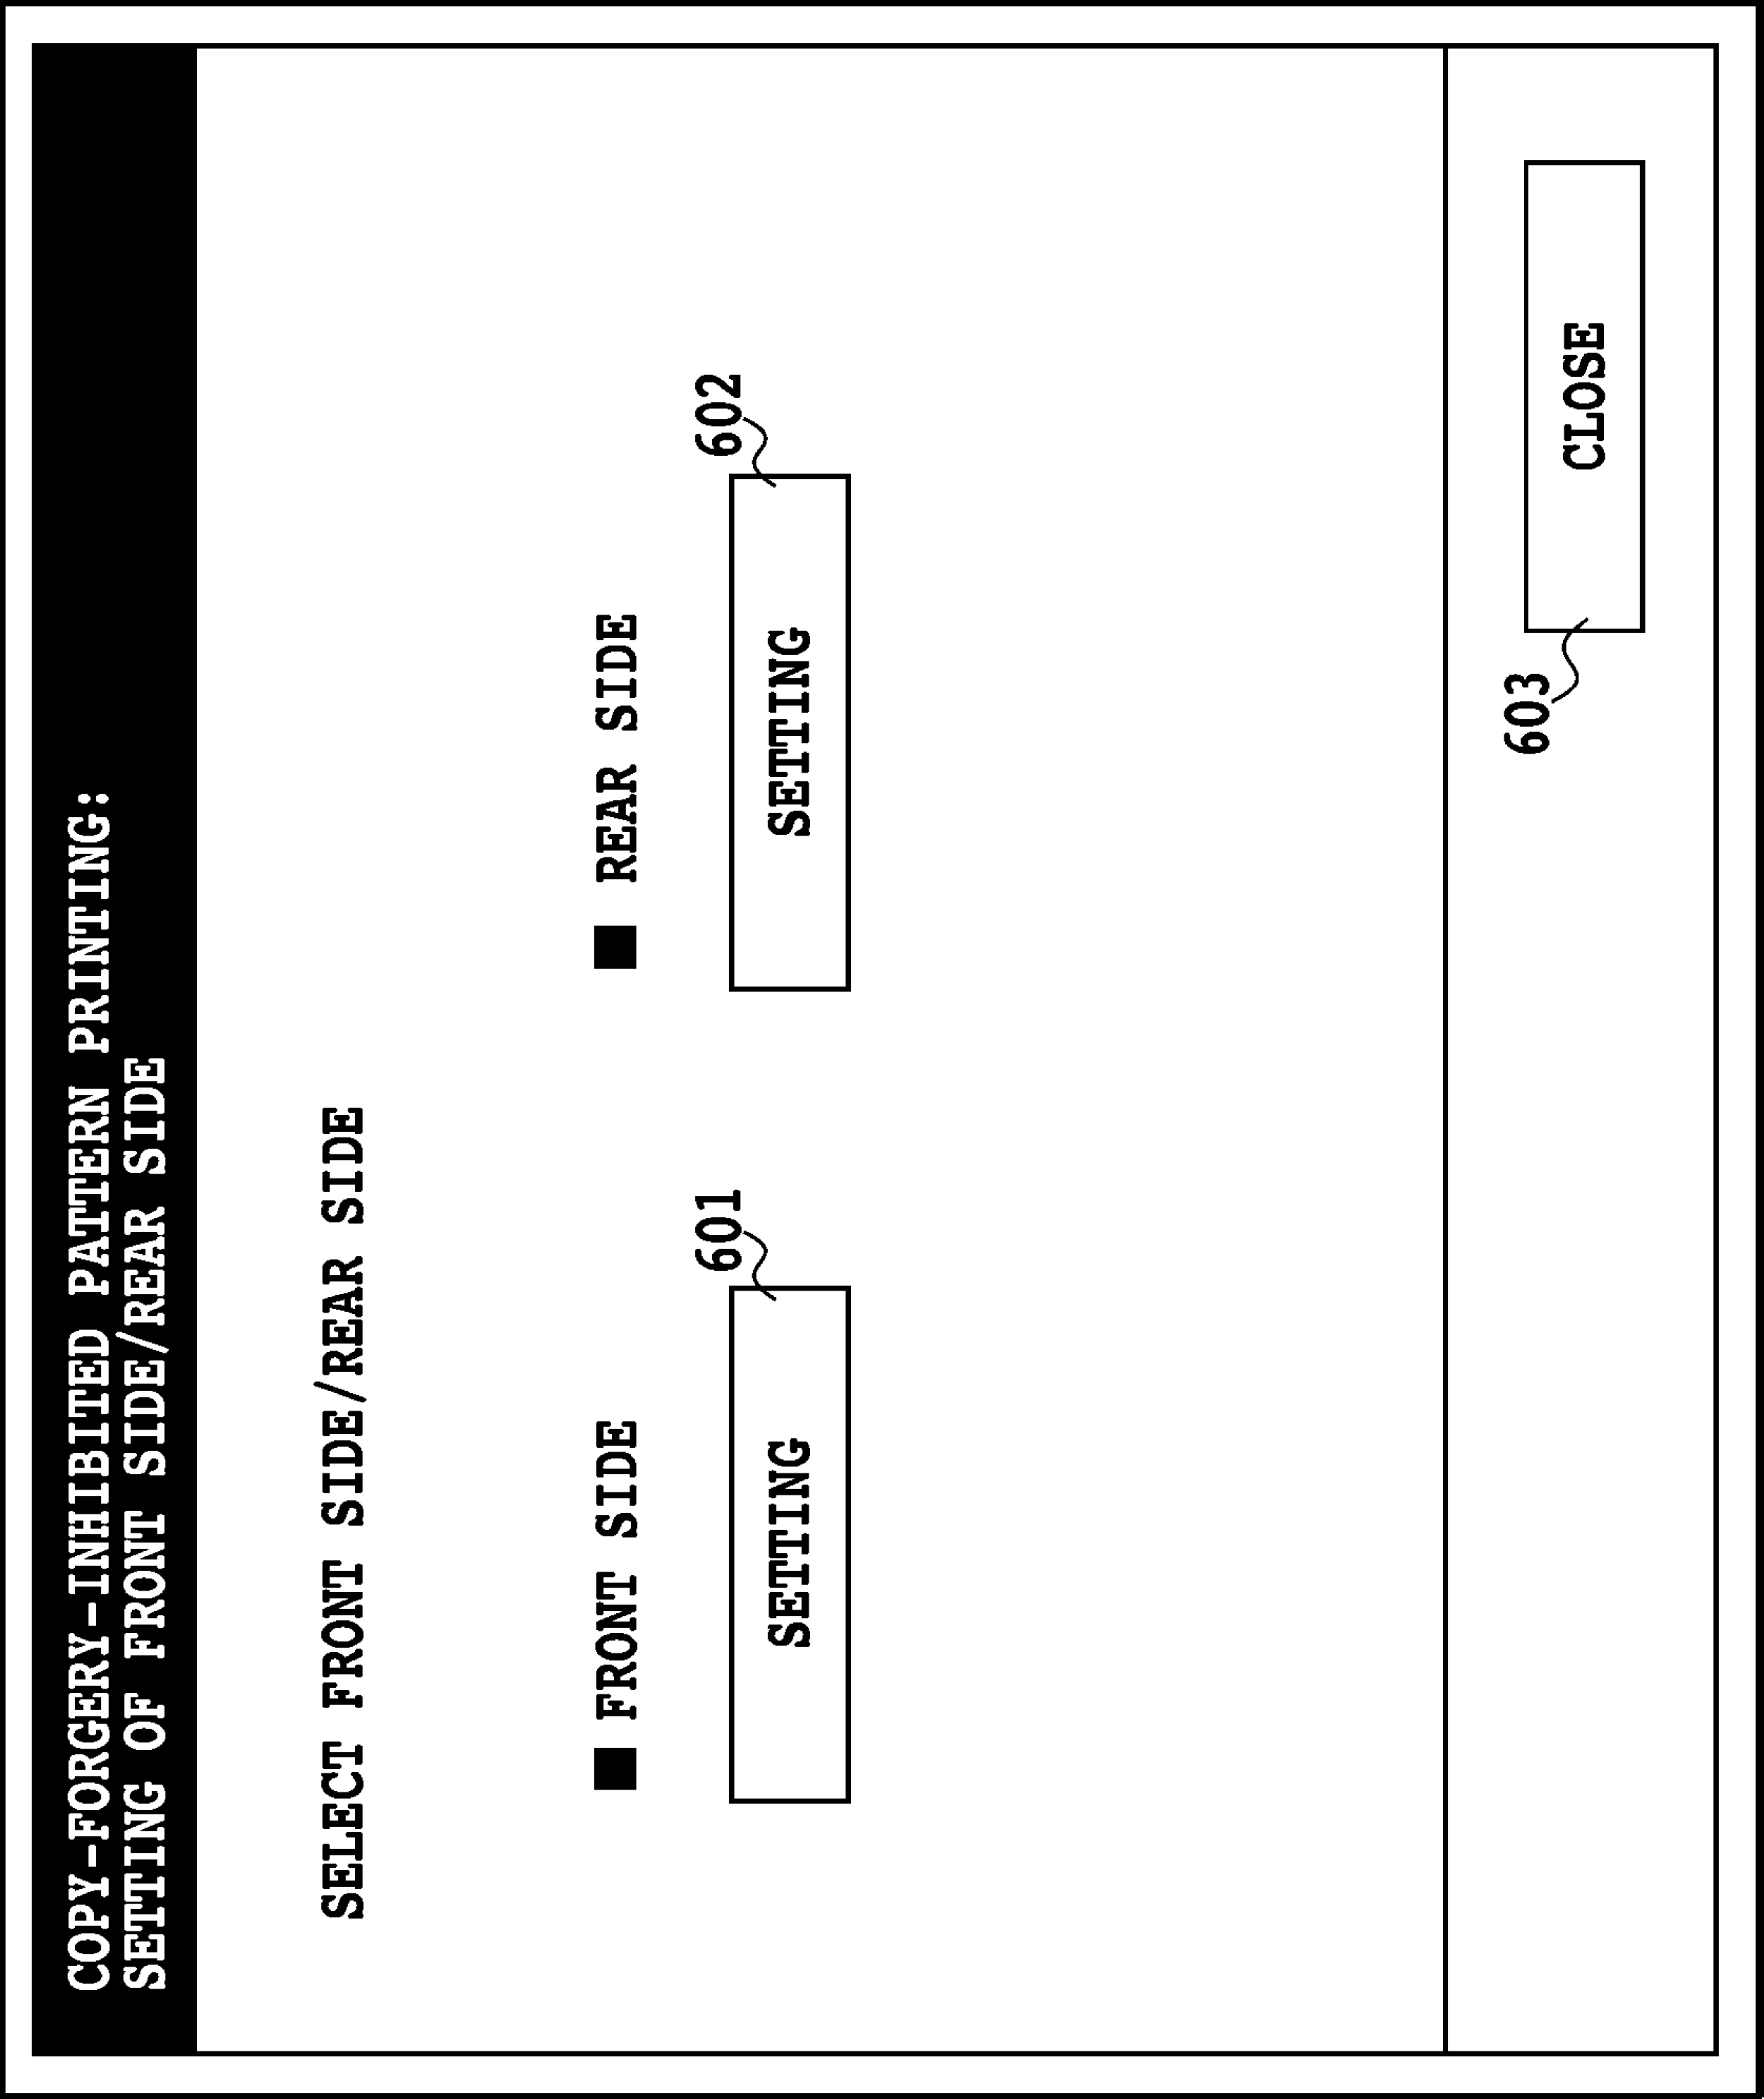 COPY-FORGERY-INHIBITED PATTERN PRINTING:
SETTING OF FRONT SIDE/REAR SIDE
SELECT FRONT SIDE/REAR SIDE
■ FRONT SIDE
■ REAR SIDE
601
602
SETTING
SETTING
603
CLOSE